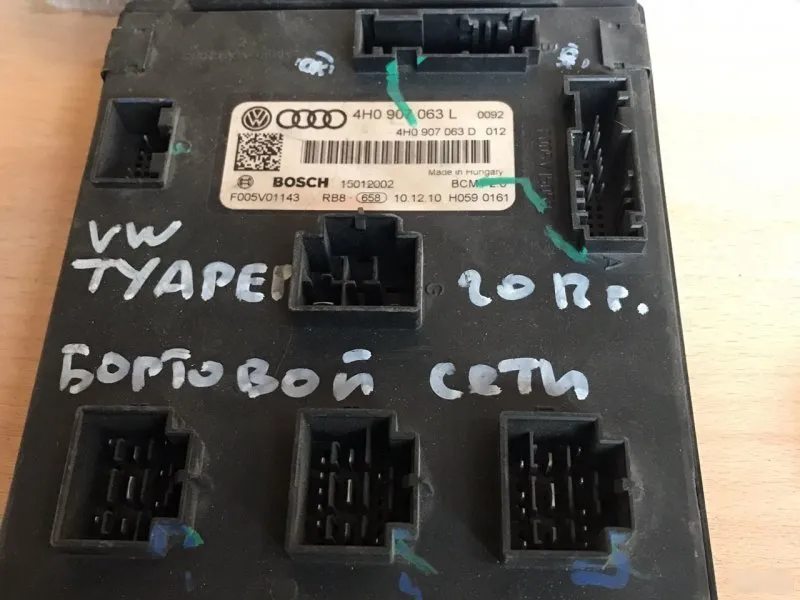 4H0 907 063 L 0092
4H0 907 063 D 012
Made in Hungary
BOSCH 15012002
F005V01143 RB8- 658 10.12.10 H059 0161
C
A
VW
ТУАРЕГ 2012 г.
G
БОРТОВОЙ СЕТИ